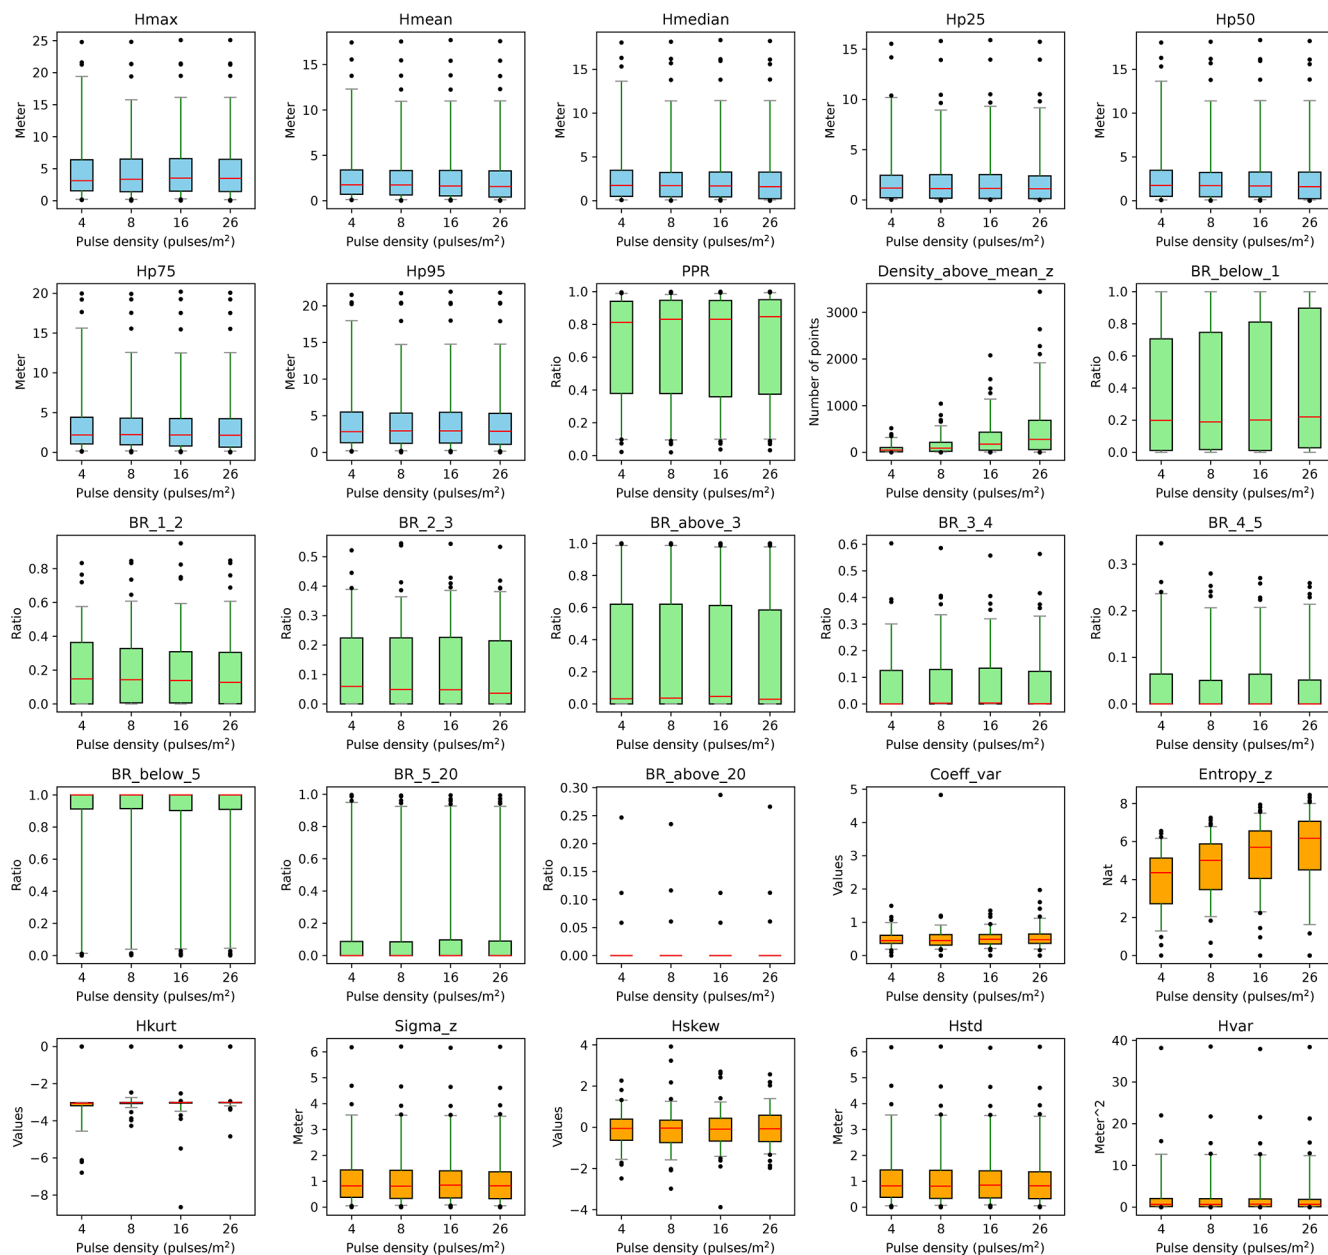 Hmax
Hmean
Hmedian
Hp25
Hp50
Meter
25
20
15
10
5
0
Meter
15
10
5
0
Meter
15
10
5
0
Meter
15
10
5
0
Meter
15
10
5
0
4 8 16 26
4 8 16 26
4 8 16 26
4 8 16 26
4 8 16 26
Pulse density (pulses/m²)
Pulse density (pulses/m²)
Pulse density (pulses/m²)
Pulse density (pulses/m²)
Pulse density (pulses/m²)
Hp75
Hp95
PPR
Density_above_mean_z
BR_below_1
Meter
20
15
10
5
0
Meter
20
15
10
5
0
Ratio
1.0
0.8
0.6
0.4
0.2
0.0
Number of points
3000
2000
1000
0
Ratio
1.0
0.8
0.6
0.4
0.2
0.0
4 8 16 26
4 8 16 26
4 8 16 26
4 8 16 26
4 8 16 26
Pulse density (pulses/m²)
Pulse density (pulses/m²)
Pulse density (pulses/m²)
Pulse density (pulses/m²)
Pulse density (pulses/m²)
BR_1_2
BR_2_3
BR_above_3
BR_3_4
BR_4_5
Ratio
0.8
0.6
0.4
0.2
0.0
Ratio
0.5
0.4
0.3
0.2
0.1
0.0
Ratio
1.0
0.8
0.6
0.4
0.2
0.0
Ratio
0.6
0.5
0.4
0.3
0.2
0.1
0.0
Ratio
0.3
0.2
0.1
0.0
4 8 16 26
4 8 16 26
4 8 16 26
4 8 16 26
4 8 16 26
Pulse density (pulses/m²)
Pulse density (pulses/m²)
Pulse density (pulses/m²)
Pulse density (pulses/m²)
Pulse density (pulses/m²)
BR_below_5
BR_5_20
BR_above_20
Coeff_var
Entropy_z
Ratio
1.0
0.8
0.6
0.4
0.2
0.0
Ratio
1.0
0.8
0.6
0.4
0.2
0.0
Ratio
0.30
0.25
0.20
0.15
0.10
0.05
0.00
Values
5
4
3
2
1
0
Nat
8
6
4
2
0
4 8 16 26
4 8 16 26
4 8 16 26
4 8 16 26
4 8 16 26
Pulse density (pulses/m²)
Pulse density (pulses/m²)
Pulse density (pulses/m²)
Pulse density (pulses/m²)
Pulse density (pulses/m²)
Hkurt
Sigma_z
Hskew
Hstd
Hvar
Values
0
−2
−4
−6
−8
Meter
6
5
4
3
2
1
0
Values
4
2
0
−2
−4
Meter
6
5
4
3
2
1
0
Meter^2
40
30
20
10
0
4 8 16 26
4 8 16 26
4 8 16 26
4 8 16 26
4 8 16 26
Pulse density (pulses/m²)
Pulse density (pulses/m²)
Pulse density (pulses/m²)
Pulse density (pulses/m²)
Pulse density (pulses/m²)